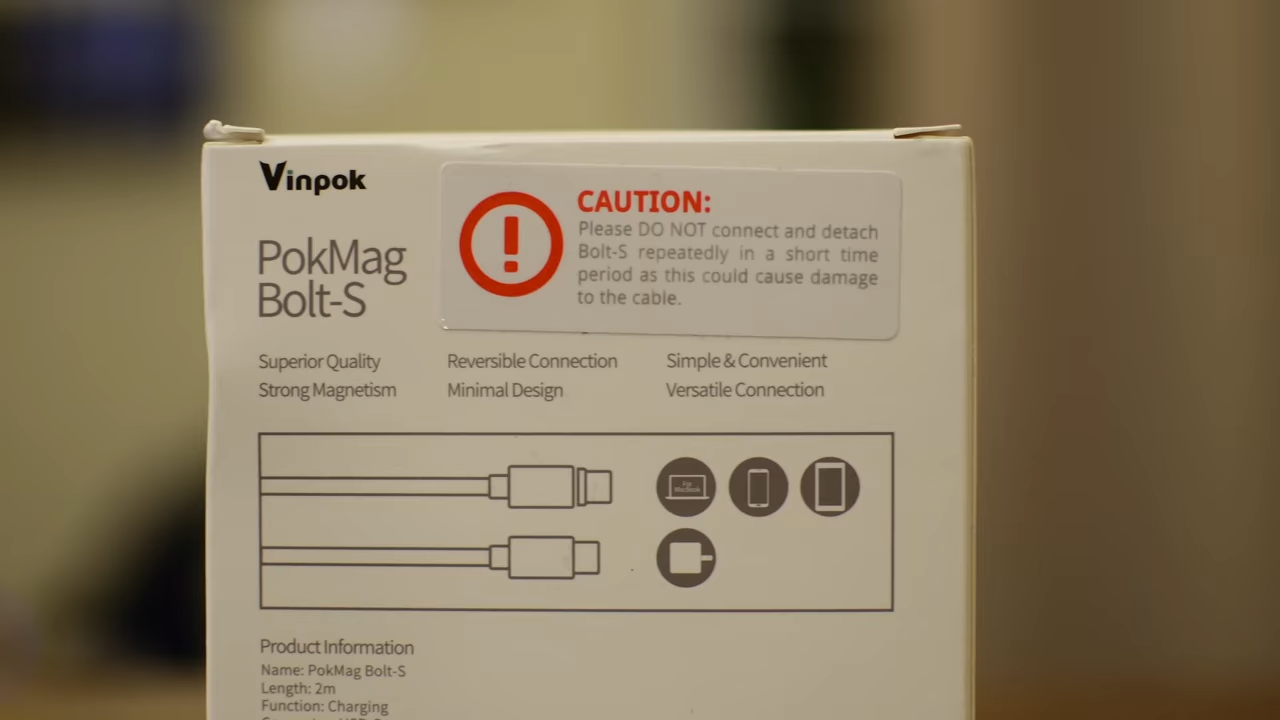 Vinpok
CAUTION:
Please DO NOT connect and detach
Bolt-S repeatedly in a short time
period as this could cause damage
to the cable.
PokMag
Bolt-S
Superior Quality Reversible Connection Simple & Convenient
Strong Magnetism Minimal Design Versatile Connection
For
MacBook
Product Information
Name: PokMag Bolt-S
Length: 2m
Function: Charging